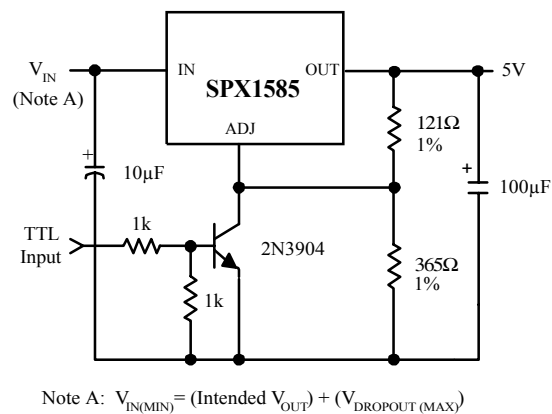 V_IN
(Note A)
IN
SPX1585
OUT
ADJ
5V
121Ω
1%
+
10µF
+
100µF
TTL
Input
1k
2N3904
1k
365Ω
1%
Note A: V_IN(MIN) = (Intended V_OUT) + (V_DROPOUT (MAX))